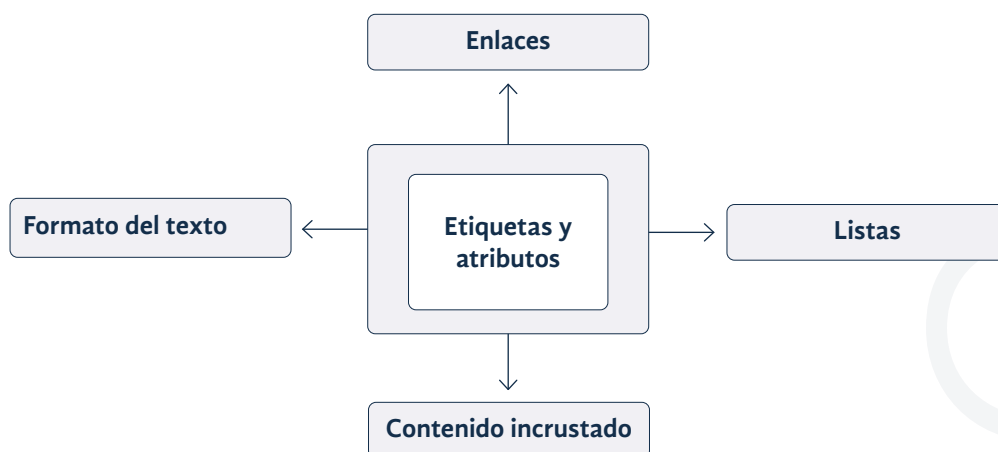 Enlaces
Formato del texto
Etiquetas y
atributos
Listas
Contenido incrustado